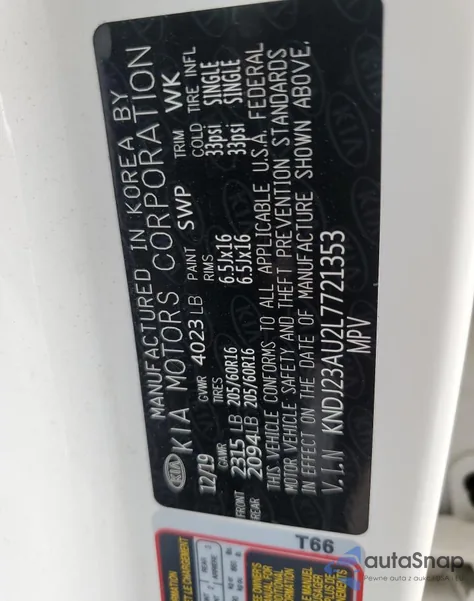 MANUFACTURED IN KOREA BY
KIA KIA MOTORS CORPORATION
12/19 GVWR 4023 LB PAINT SWP TRIM WK
GAWR TIRES RIMS COLD TIRE INFL
FRONT 2315 LB 205/60R16 6.5Jx16 33psi SINGLE
REAR 2094 LB 205/60R16 6.5Jx16 33psi SINGLE
THIS VEHICLE CONFORMS TO ALL APPLICABLE U.S.A. FEDERAL
MOTOR VEHICLE SAFETY AND THEFT PREVENTION STANDARDS
IN EFFECT ON THE DATE OF MANUFACTURE SHOWN ABOVE.
V.I.N KNDJ23AU2L7721353
MPV
T66
autoSnap